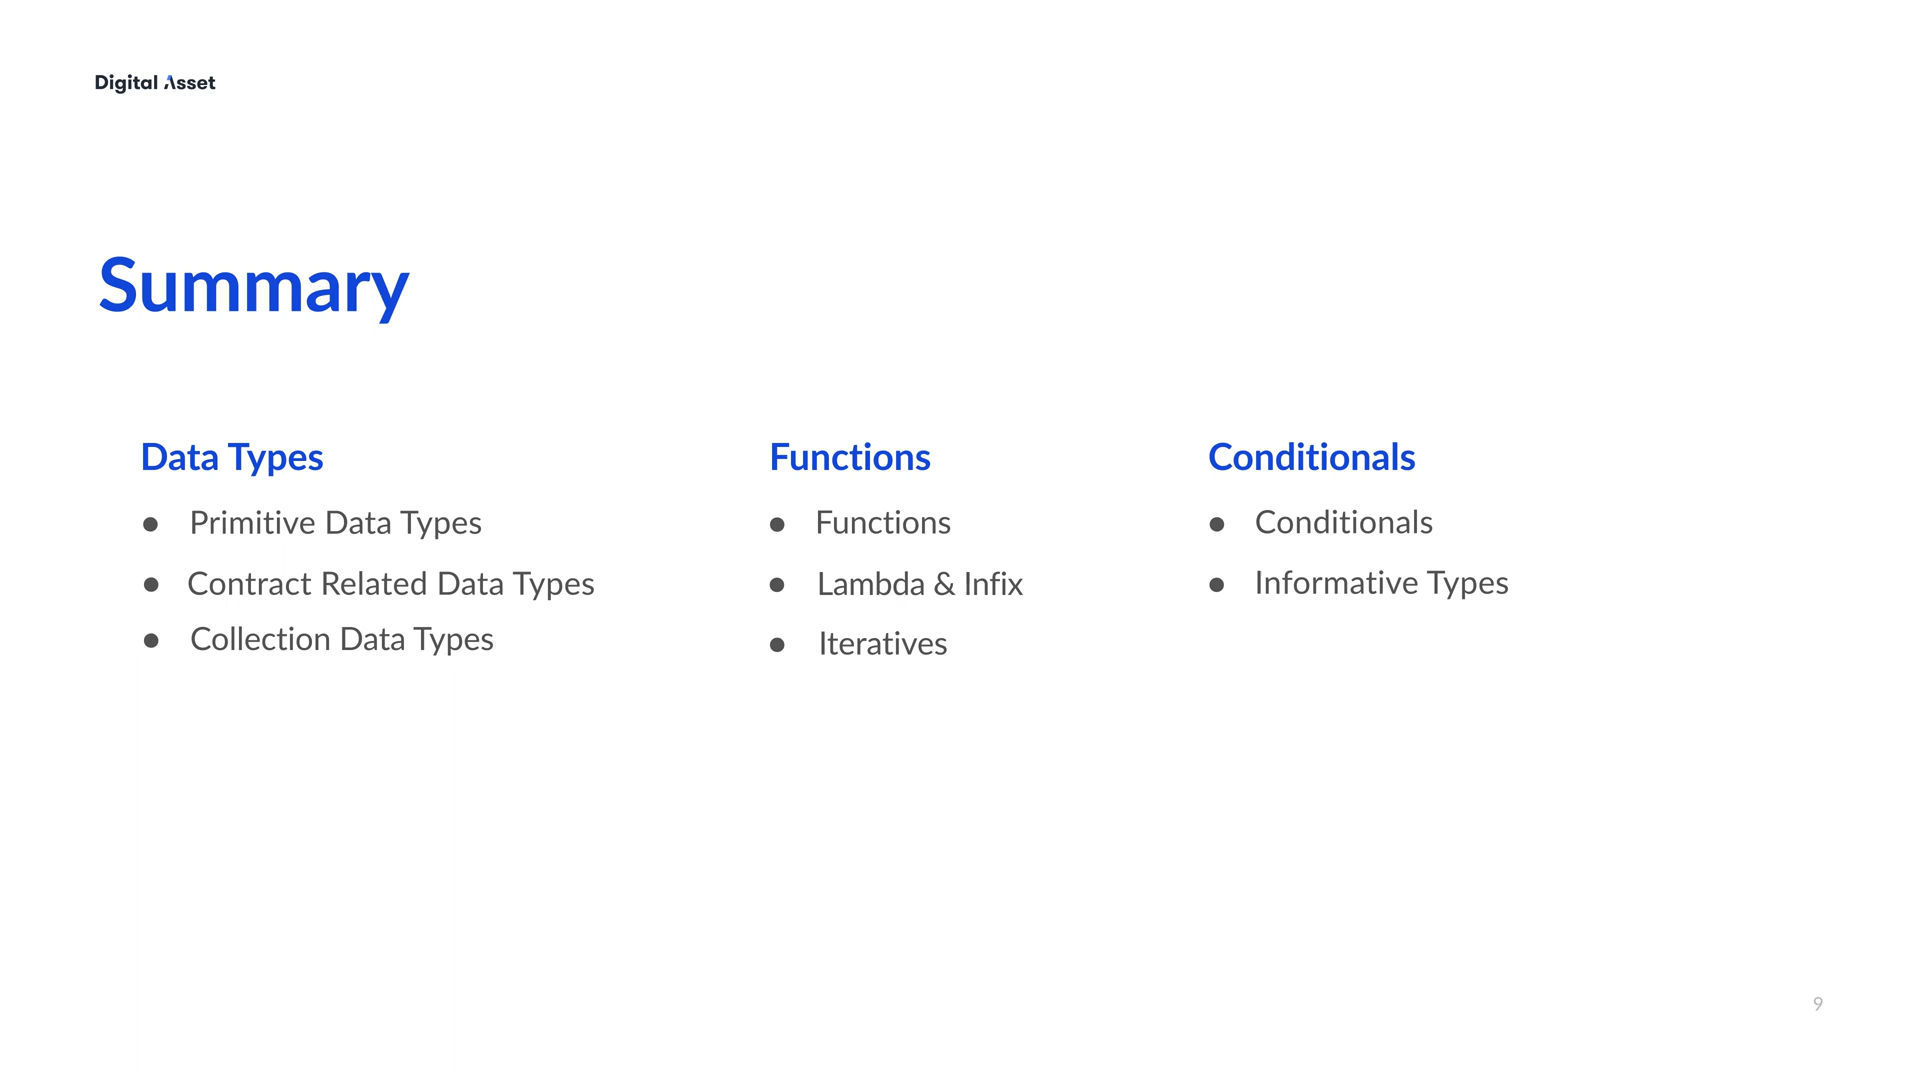 Digital Asset
Summary
Data Types
● Primitive Data Types
● Contract Related Data Types
● Collection Data Types
Functions
● Functions
● Lambda & Infix
● Iteratives
Conditionals
● Conditionals
● Informative Types
9